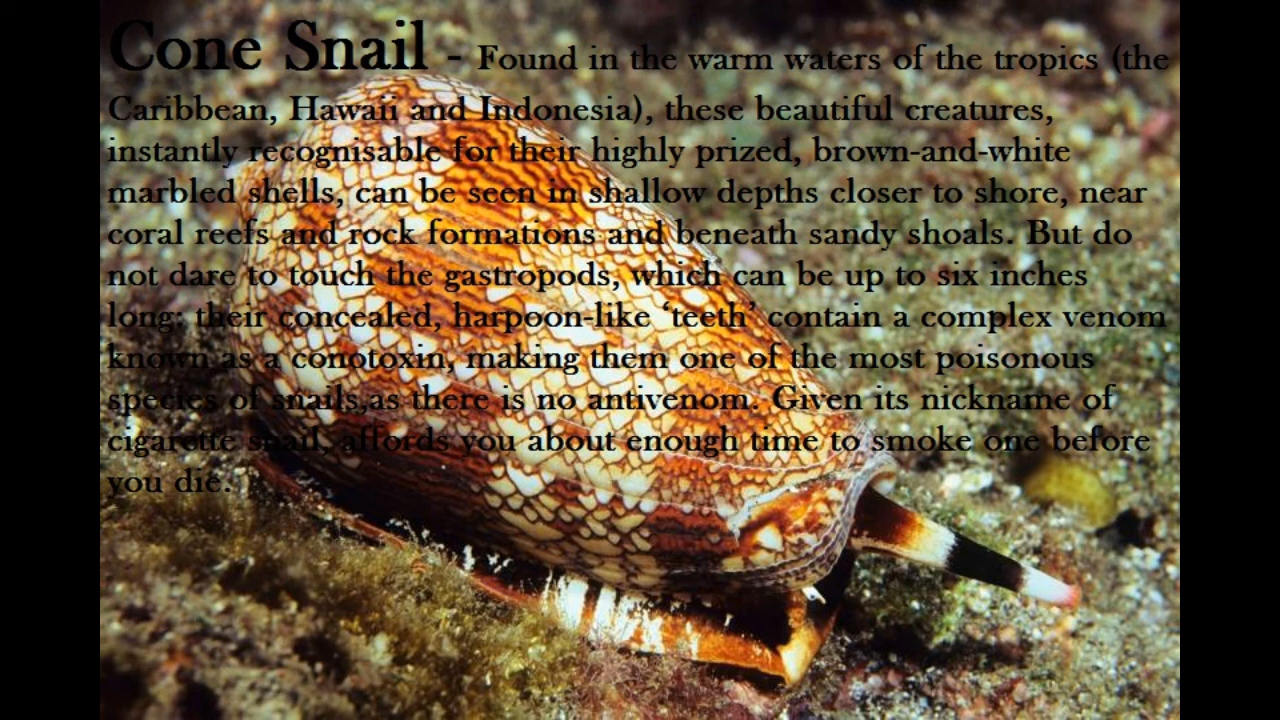 Cone Snail - Found in the warm waters of the tropics (the
Caribbean, Hawaii and Indonesia), these beautiful creatures,
instantly recognisable for their highly prized, brown-and-white
marbled shells, can be seen in shallow depths closer to shore, near
coral reefs and rock formations and beneath sandy shoals. But do
not dare to touch the gastropods, which can be up to six inches
long: their concealed, harpoon-like ‘teeth’ contain a complex venom
known as a conotoxin, making them one of the most poisonous
species of snails,as there is no antivenom. Given its nickname of
cigarette snail, affords you about enough time to smoke one before
you die.